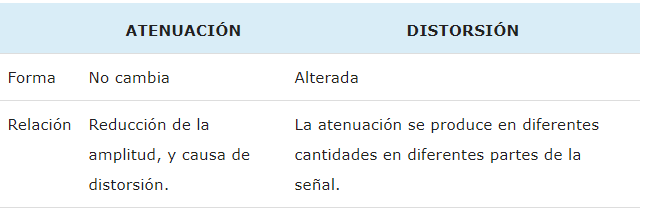 ATENUACIÓN DISTORSIÓN
Forma No cambia Alterada
Relación Reducción de la La atenuación se produce en diferentes
amplitud, y causa de cantidades en diferentes partes de la
distorsión. señal.